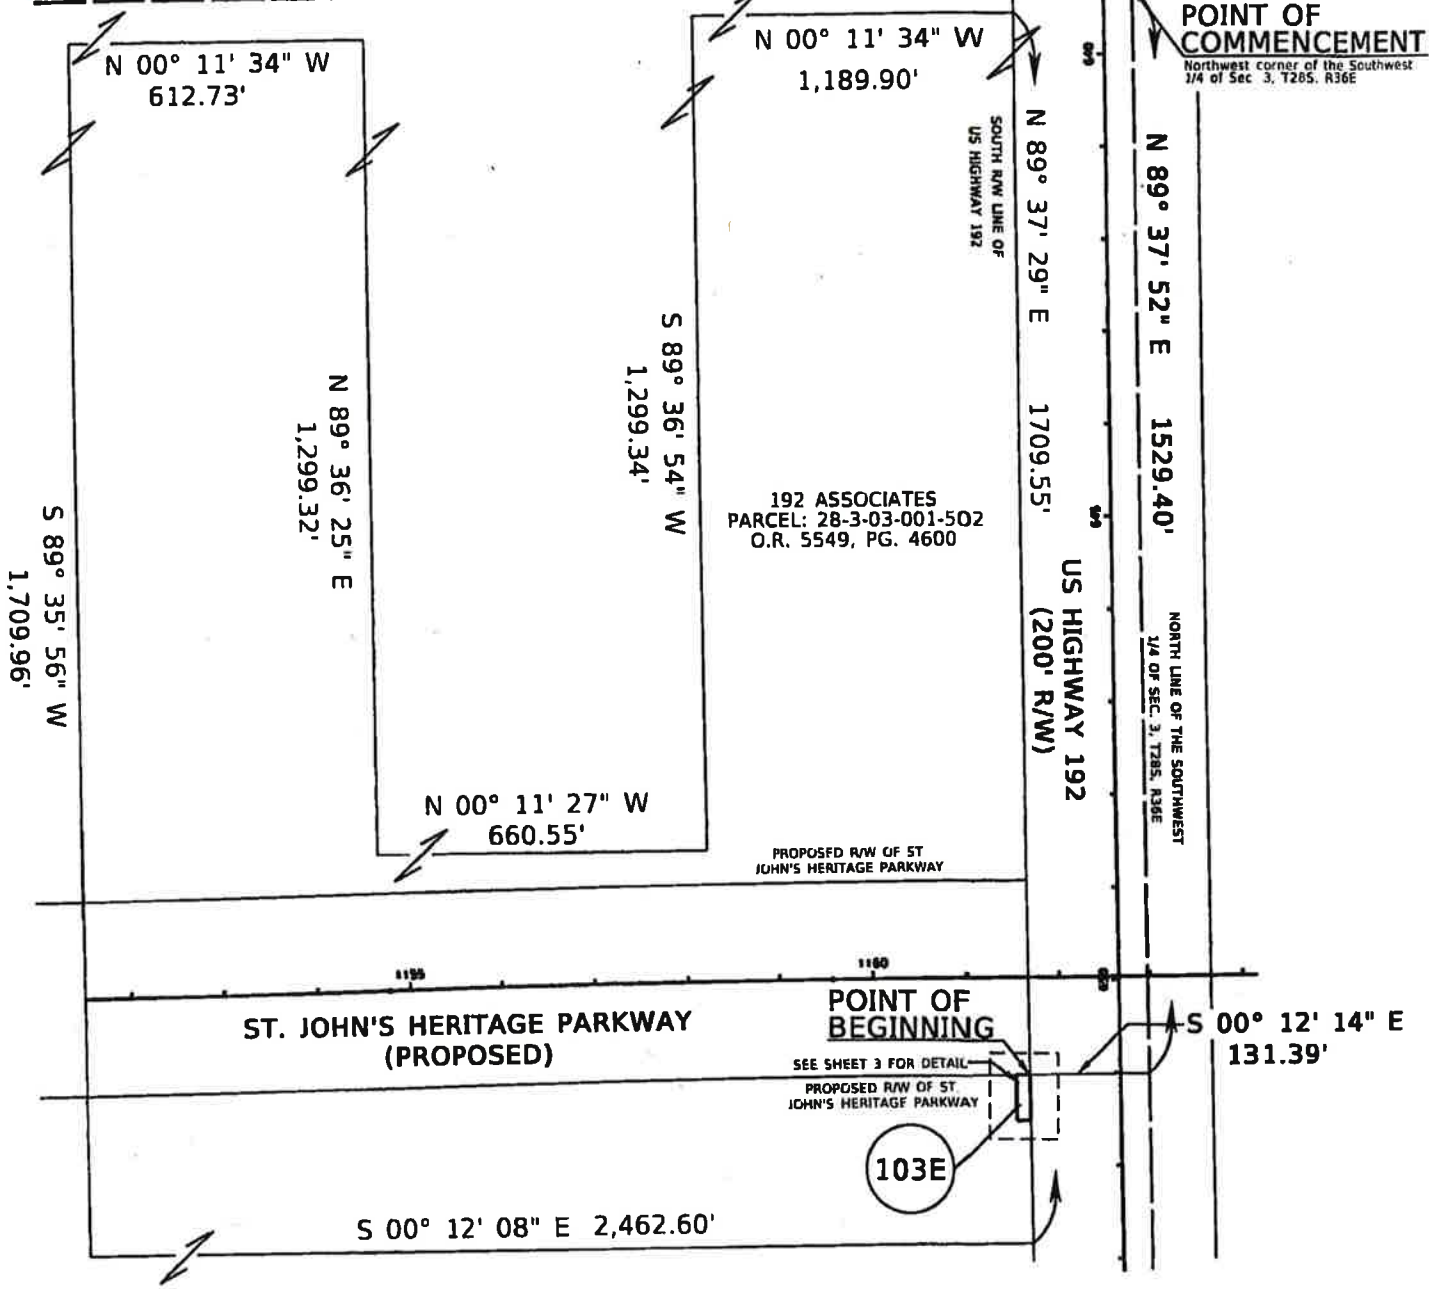 POINT OF
COMMENCEMENT
Northwest corner of the Southwest
1/4 of Sec 3, T28S, R36E
N 00° 11' 34" W
612.73'
N 00° 11' 34" W
1,189.90'
SOUTH R/W LINE OF
US HIGHWAY 192
N 89° 37' 29" E 1709.55'
N 89° 37' 52" E 1529.40'
640
645
650
S 89° 36' 54" W
1,299.34'
N 89° 36' 25" E
1,299.32'
S 89° 35' 56" W
1,709.96'
192 ASSOCIATES
PARCEL: 28-3-03-001-502
O.R. 5549, PG. 4600
US HIGHWAY 192
(200' R/W)
NORTH LINE OF THE SOUTHWEST
1/4 OF SEC. 3, T28S, R36E
N 00° 11' 27" W
660.55'
PROPOSED R/W OF ST
JOHN'S HERITAGE PARKWAY
1155
1160
POINT OF
BEGINNING
ST. JOHN'S HERITAGE PARKWAY
(PROPOSED)
S 00° 12' 14" E
131.39'
SEE SHEET 3 FOR DETAIL
PROPOSED R/W OF ST.
JOHN'S HERITAGE PARKWAY
103E
S 00° 12' 08" E 2,462.60'